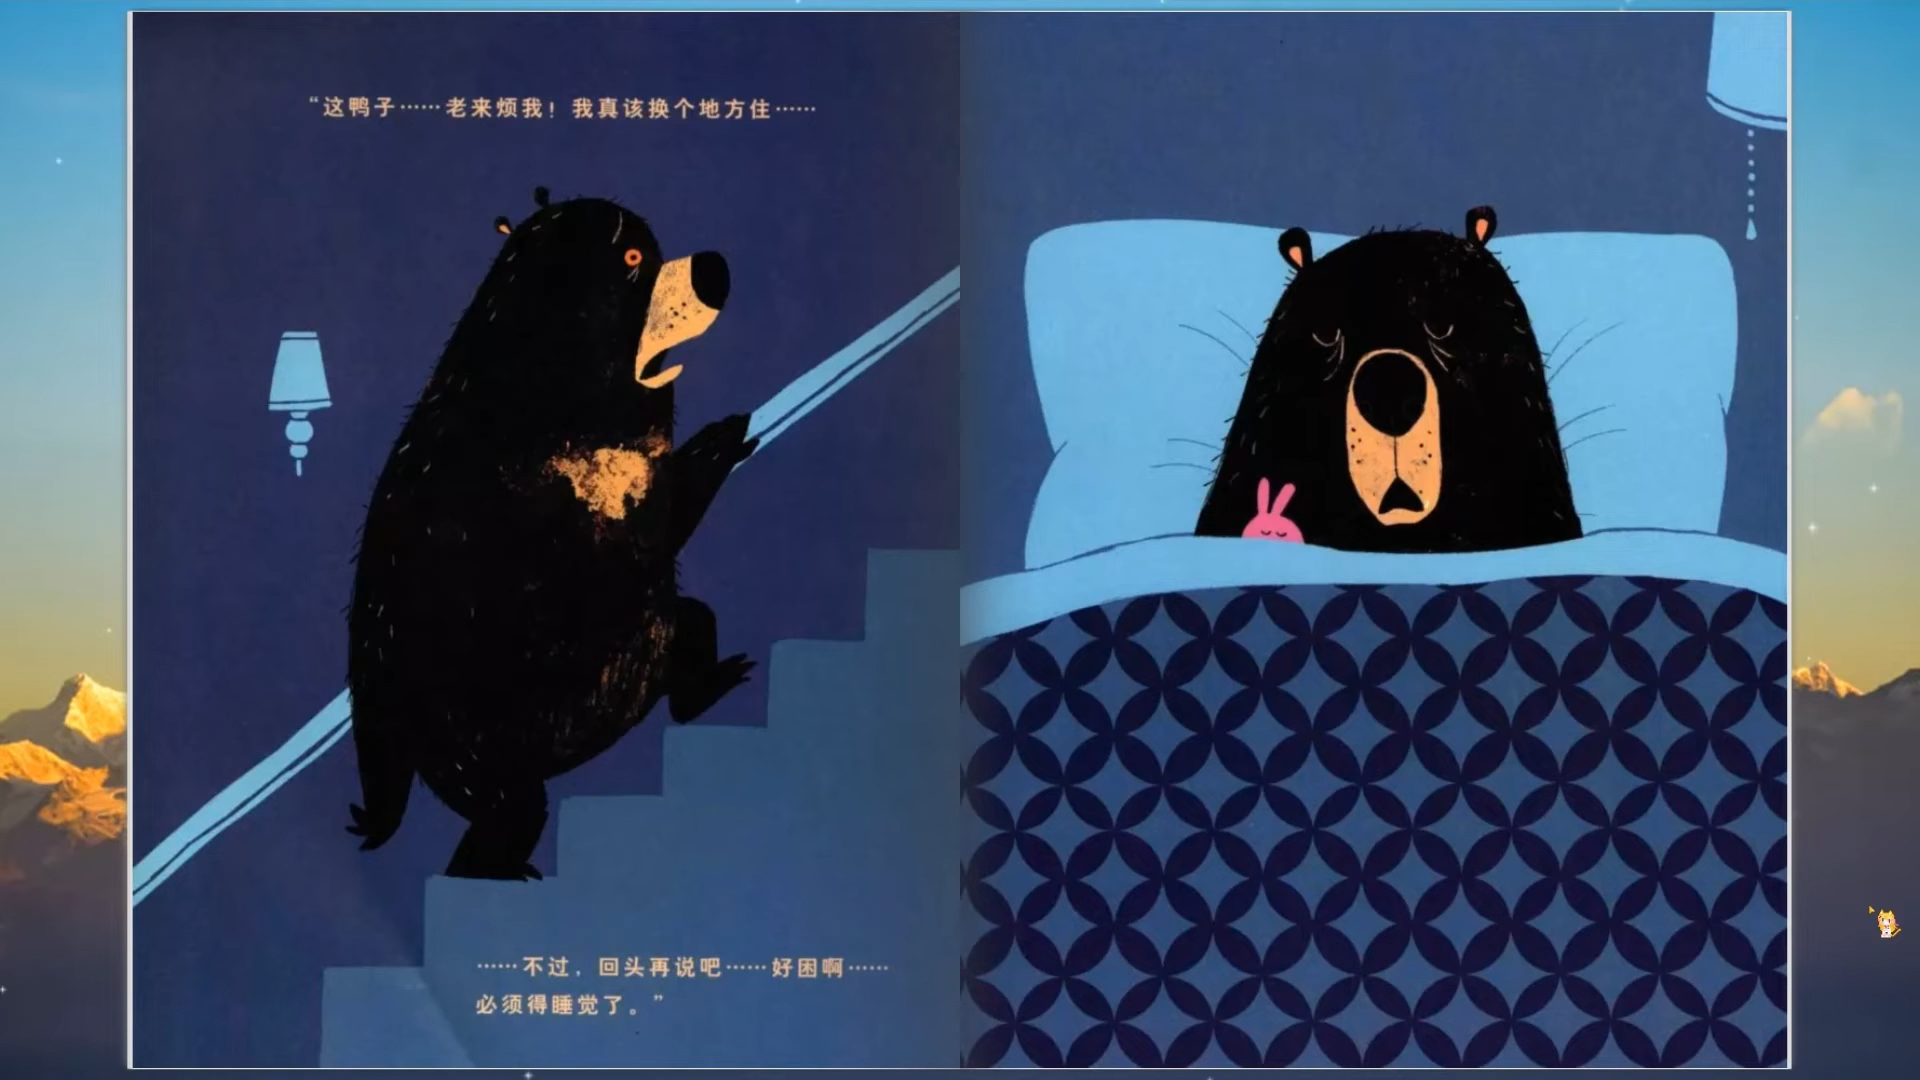 “这鸭子……老来烦我！我真该换个地方住……
……不过，回头再说吧……好困啊……
必须得睡觉了。”